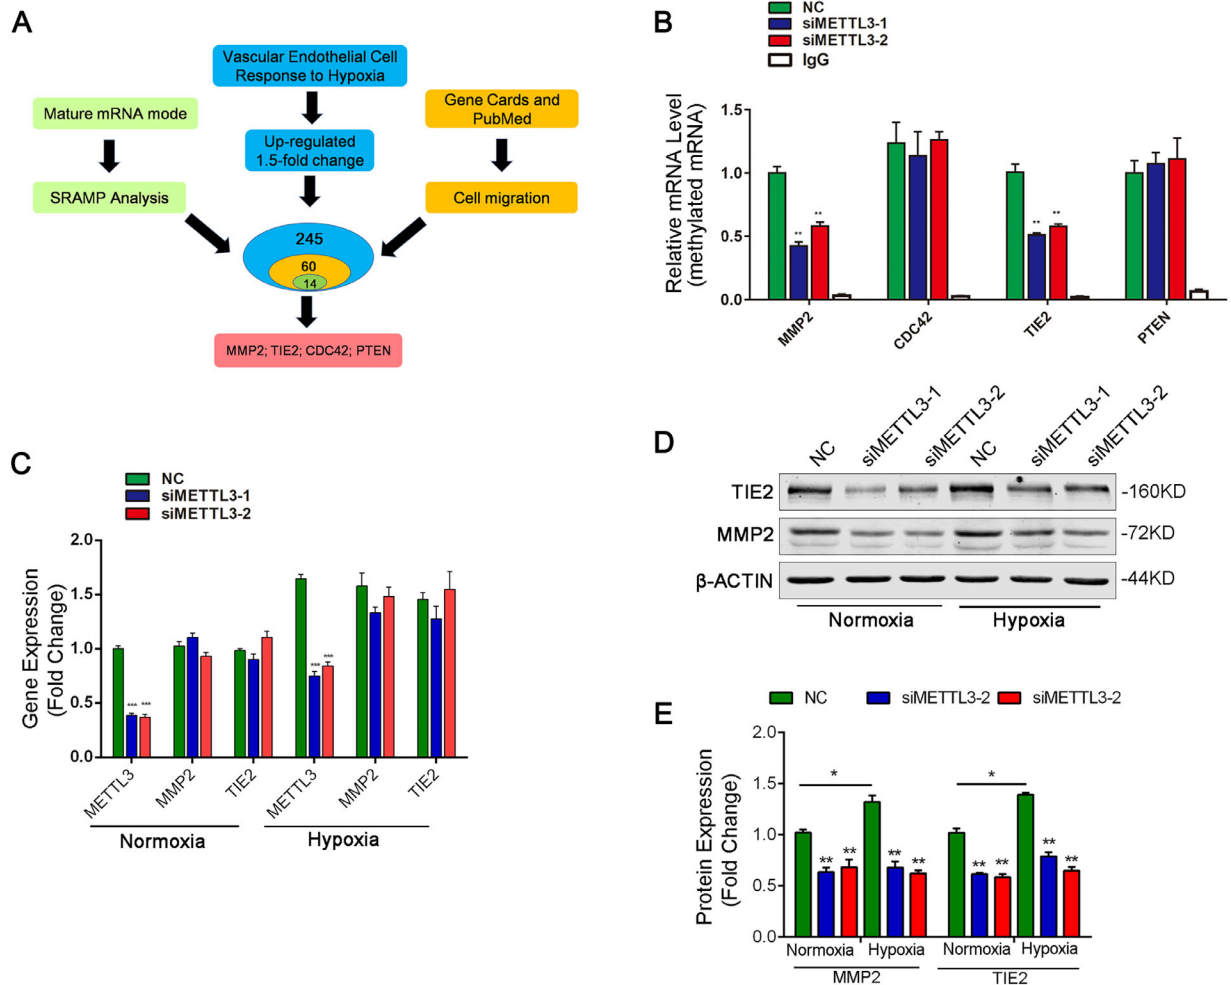 A
Vascular Endothelial Cell
Response to Hypoxia
Mature mRNA mode
Gene Cards and
PubMed
Up-regulated
1.5-fold change
SRAMP Analysis
Cell migration
245
60
14
MMP2; TIE2; CDC42; PTEN
B
NC
siMETTL3-1
siMETTL3-2
IgG
Relative mRNA Level
(methylated mRNA)
1.5
1.0
0.5
0.0
** ** ** **
MMP2 CDC42 TIE2 PTEN
C
NC
siMETTL3-1
siMETTL3-2
Gene Expression
(Fold Change)
2.0
1.5
1.0
0.5
0.0
*** *** *** ***
METTL3 MMP2 TIE2 METTL3 MMP2 TIE2
Normoxia Hypoxia
D
NC siMETTL3-1 siMETTL3-2 NC siMETTL3-1 siMETTL3-2
TIE2 -160KD
MMP2 -72KD
β-ACTIN -44KD
Normoxia Hypoxia
E
NC siMETTL3-2 siMETTL3-2
Protein Expression
(Fold Change)
2.0
1.5
1.0
0.5
0.0
* *
** ** ** ** ** ** ** **
Normoxia Hypoxia Normoxia Hypoxia
MMP2 TIE2